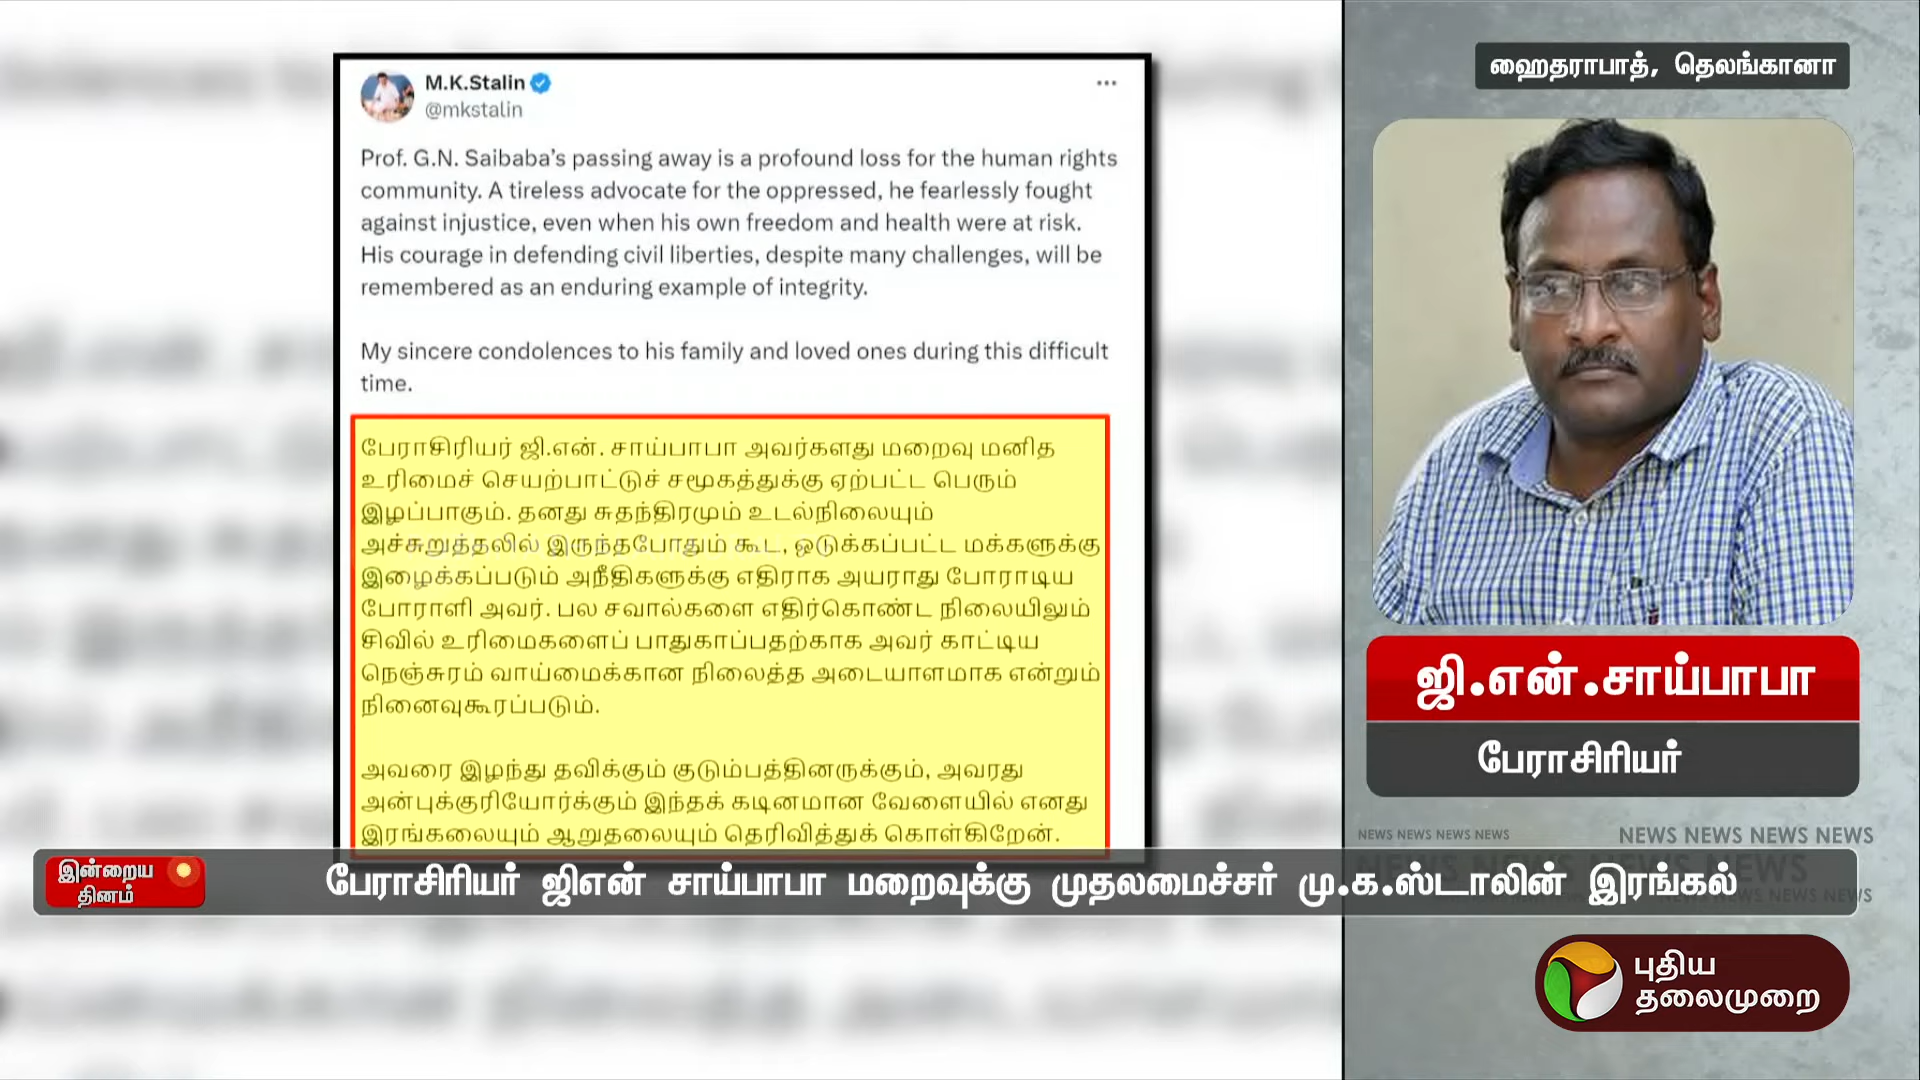 M.K.Stalin
@mkstalin
Prof. G.N. Saibaba’s passing away is a profound loss for the human rights
community. A tireless advocate for the oppressed, he fearlessly fought
against injustice, even when his own freedom and health were at risk.
His courage in defending civil liberties, despite many challenges, will be
remembered as an enduring example of integrity.
My sincere condolences to his family and loved ones during this difficult
time.
பேராசிரியர் ஜி.என். சாய்பாபா அவர்களது மறைவு மனித
உரிமைச் செயற்பாட்டுச் சமூகத்துக்கு ஏற்பட்ட பெரும்
இழப்பாகும். தனது சுதந்திரமும் உடல்நிலையும்
அச்சுறுத்தலில் இருந்தபோதும் கூட, ஒடுக்கப்பட்ட மக்களுக்கு
இழைக்கப்படும் அநீதிகளுக்கு எதிராக அயராது போராடிய
போராளி அவர். பல சவால்களை எதிர்கொண்ட நிலையிலும்
சிவில் உரிமைகளைப் பாதுகாப்பதற்காக அவர் காட்டிய
நெஞ்சுரம் வாய்மைக்கான நிலைத்த அடையாளமாக என்றும்
நினைவுகூரப்படும்.
அவரை இழந்து தவிக்கும் குடும்பத்தினருக்கும், அவரது
அன்புக்குரியோர்க்கும் இந்தக் கடினமான வேளையில் எனது
இரங்கலையும் ஆறுதலையும் தெரிவித்துக் கொள்கிறேன்.
ஹைதராபாத், தெலங்கானா
ஜி.என்.சாய்பாபா
பேராசிரியர்
NEWS NEWS NEWS NEWS
NEWS NEWS NEWS NEWS
இன்றைய
தினம்
பேராசிரியர் ஜிஎன் சாய்பாபா மறைவுக்கு முதலமைச்சர் மு.க.ஸ்டாலின் இரங்கல்
புதிய
தலைமுறை